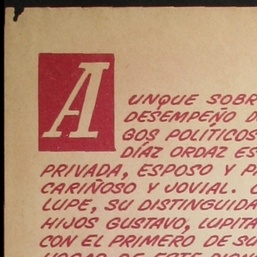 AUNQUE SOBR
DESEMPEÑO D
GOS POLÍTICOS
DÍAZ ORDAZ ES
PRIVADA, ESPOSO Y P
CARIÑOSO Y JOVIAL.
LUPE, SU DISTINGUIDA
HIJOS GUSTAVO, LUPITA
CON EL PRIMERO DE SU